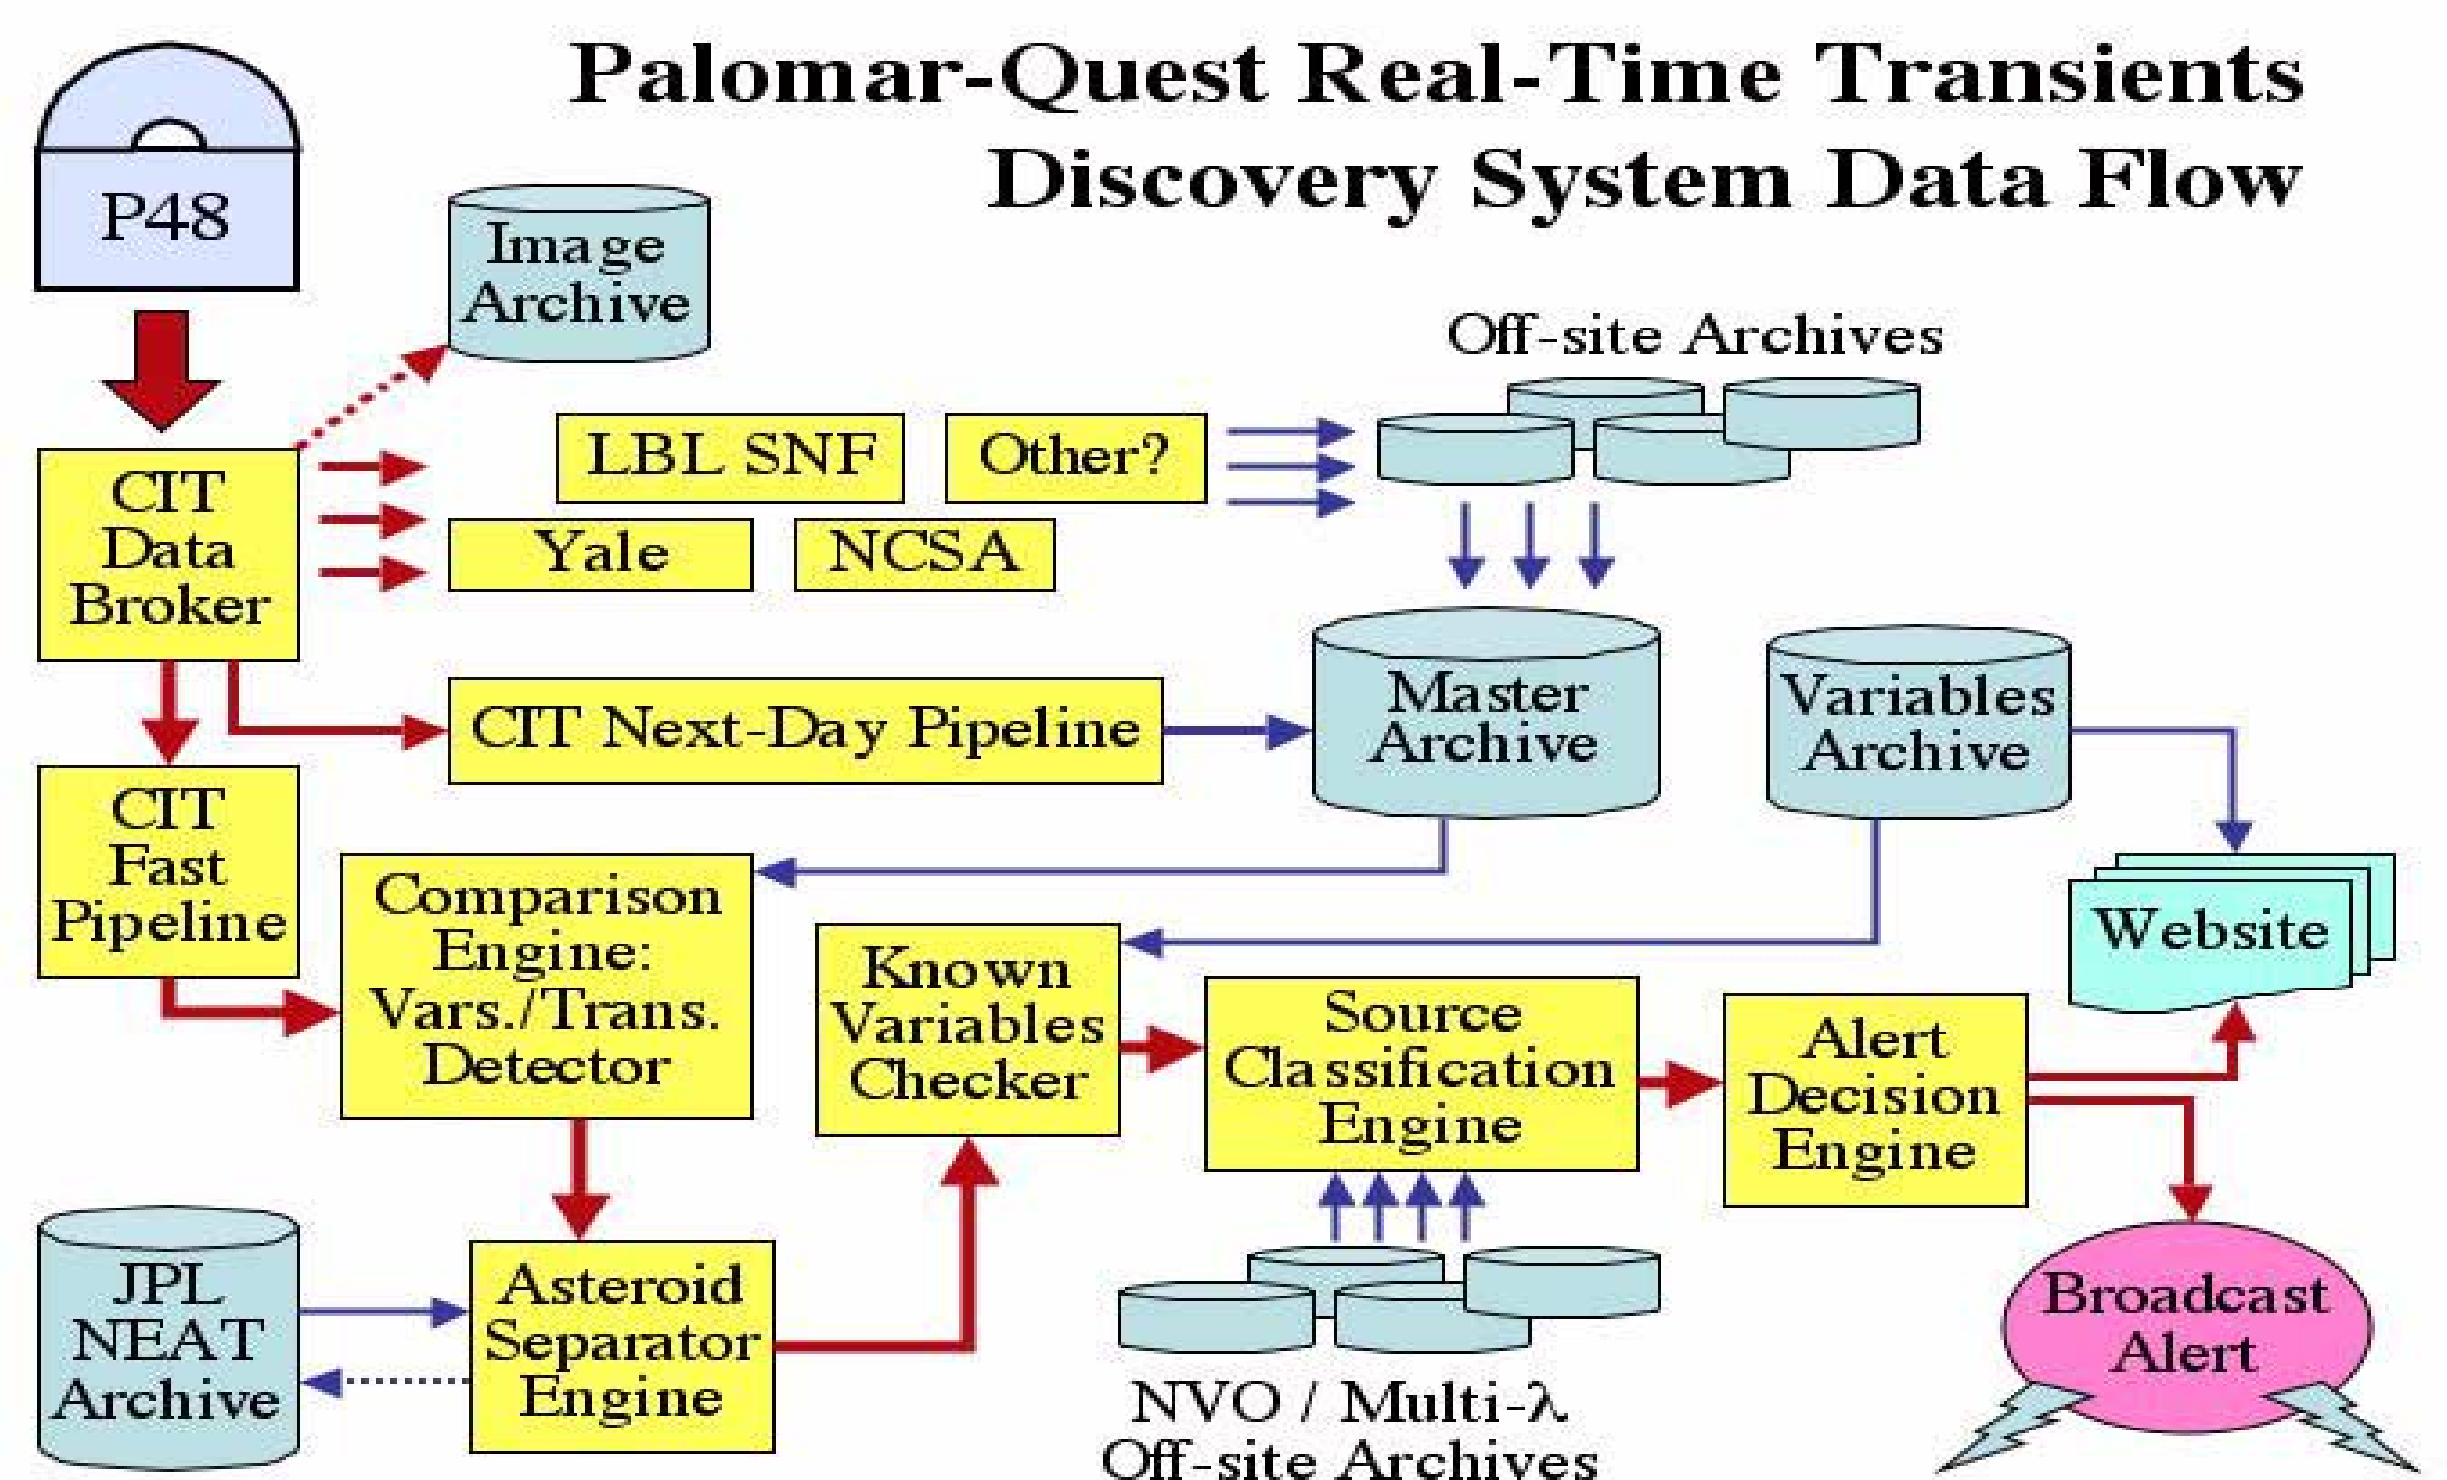 Palomar-Quest Real-Time Transients
Discovery System Data Flow
P48
Image
Archive
Off-site Archives
LBL SNF
Other?
CIT
Data
Broker
Yale
NCSA
CIT Next-Day Pipeline
Master
Archive
Variables
Archive
CIT
Fast
Pipeline
Comparison
Engine:
Vars./Trans.
Detector
Known
Variables
Checker
Website
Source
Classification
Engine
Alert
Decision
Engine
JPL
NEAT
Archive
Asteroid
Separator
Engine
NVO / Multi-λ
Off-site Archives
Broadcast
Alert